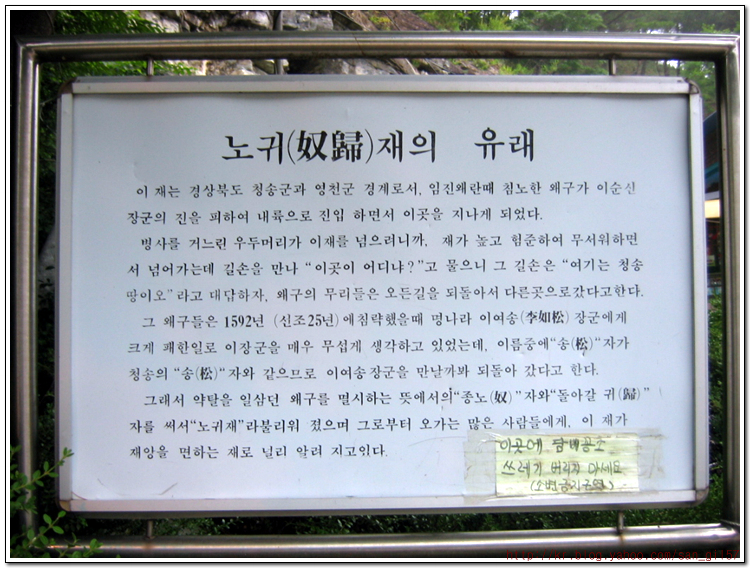 노귀(奴歸)재의 유래
이 재는 경상북도 청송군과 영천군 경계로서, 임진왜란때 침노한 왜구가 이순신
장군의 진을 피하여 내륙으로 진입 하면서 이곳을 지나게 되었다.
병사를 거느린 우두머리가 이재를 넘으려니까, 재가 높고 험준하여 무서워하면
서 넘어가는데 길손을 만나 “이곳이 어디냐?”고 물으니 그 길손은 “여기는 청송
땅이오”라고 대답하자, 왜구의 무리들은 오든길을 되돌아서 다른곳으로갔다고한다.
그 왜구들은 1592년 (선조25년)에침략했을때 명나라 이여송(李如松) 장군에게
크게 패한일로 이장군을 매우 무섭게 생각하고 있었는데, 이름중에“송(松)“자가
청송의 “송(松)“자와 같으므로 이여송장군을 만날까봐 되돌아 갔다고 한다.
그래서 약탈을 일삼던 왜구를 멸시하는 뜻에서의“종노(奴)”자와“돌아갈 귀(歸)”
자를 써서“노귀재”라불리워 졌으며 그로부터 오가는 많은 사람들에게, 이 재가
재앙을 면하는 재로 널리 알려 지고있다.
이곳에 담배꽁초
쓰레기 버리지 마세요
(소변금지구역)